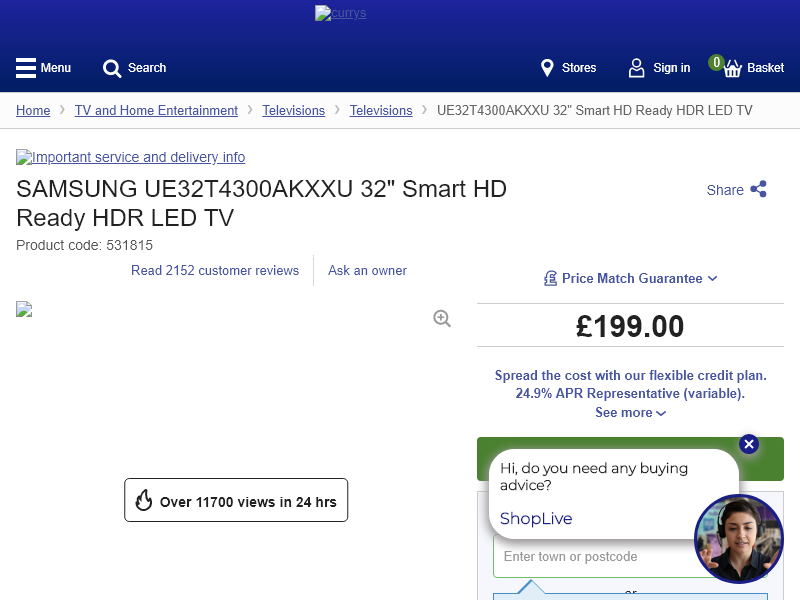 currys
Menu
Search
Stores
Sign in
0
Basket
Home
TV and Home Entertainment
Televisions
Televisions
UE32T4300AKXXU 32" Smart HD Ready HDR LED TV
Important service and delivery info
SAMSUNG UE32T4300AKXXU 32" Smart HD
Ready HDR LED TV
Share
Product code: 531815
Read 2152 customer reviews
Ask an owner
Price Match Guarantee
£199.00
Spread the cost with our flexible credit plan.
24.9% APR Representative (variable).
See more
Over 11700 views in 24 hrs
Hi, do you need any buying
advice?
ShopLive
Enter town or postcode
or